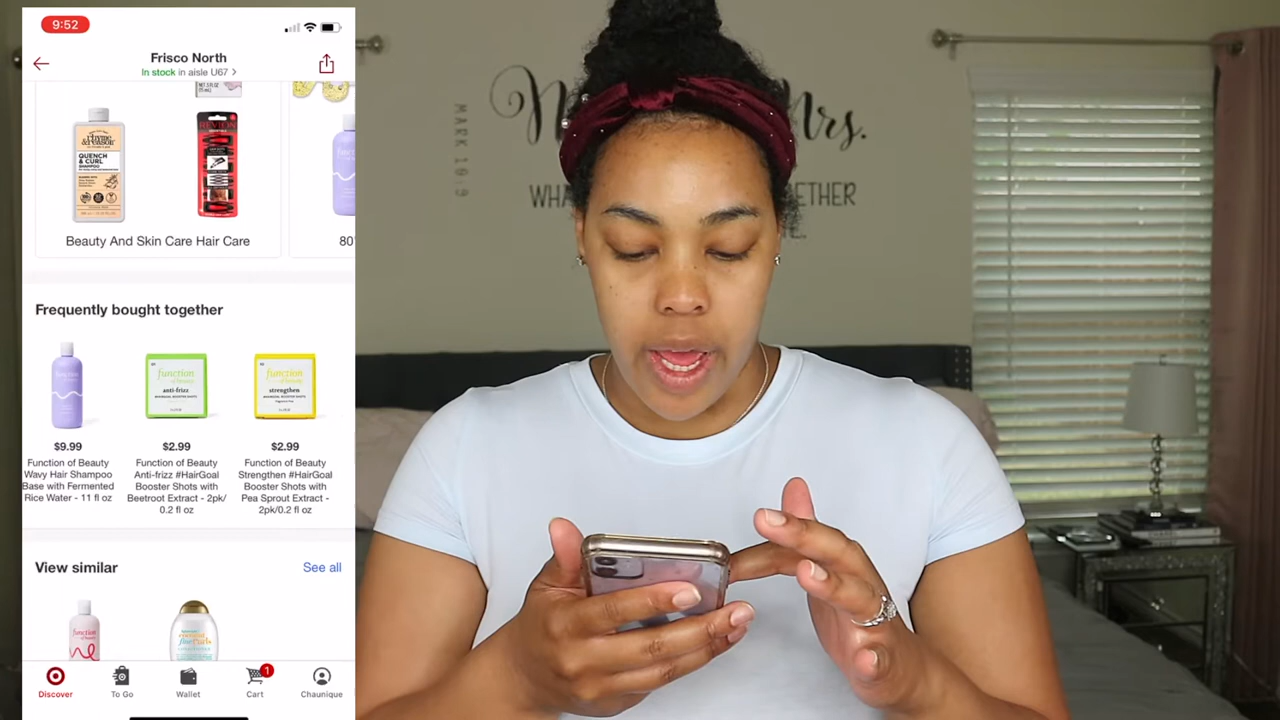 9:52
Frisco North
In stock in aisle U67 >
rhyme
&reason
QUENCH
& CURL
SHAMPOO
REVLON
Beauty And Skin Care Hair Care
80
Frequently bought together
function
of beauty
anti-frizz
function
of beauty
strengthen
$9.99
Function of Beauty
Wavy Hair Shampoo
Base with Fermented
Rice Water - 11 fl oz
$2.99
Function of Beauty
Anti-frizz #HairGoal
Booster Shots with
Beetroot Extract - 2pk/
0.2 fl oz
$2.99
Function of Beauty
Strengthen #HairGoal
Booster Shots with
Pea Sprout Extract -
2pk/0.2 fl oz
View similar
See all
function
Discover
To Go
Wallet
1
Cart
Chaunique
MARK 10:9
Mrs.
WHA
ETHER